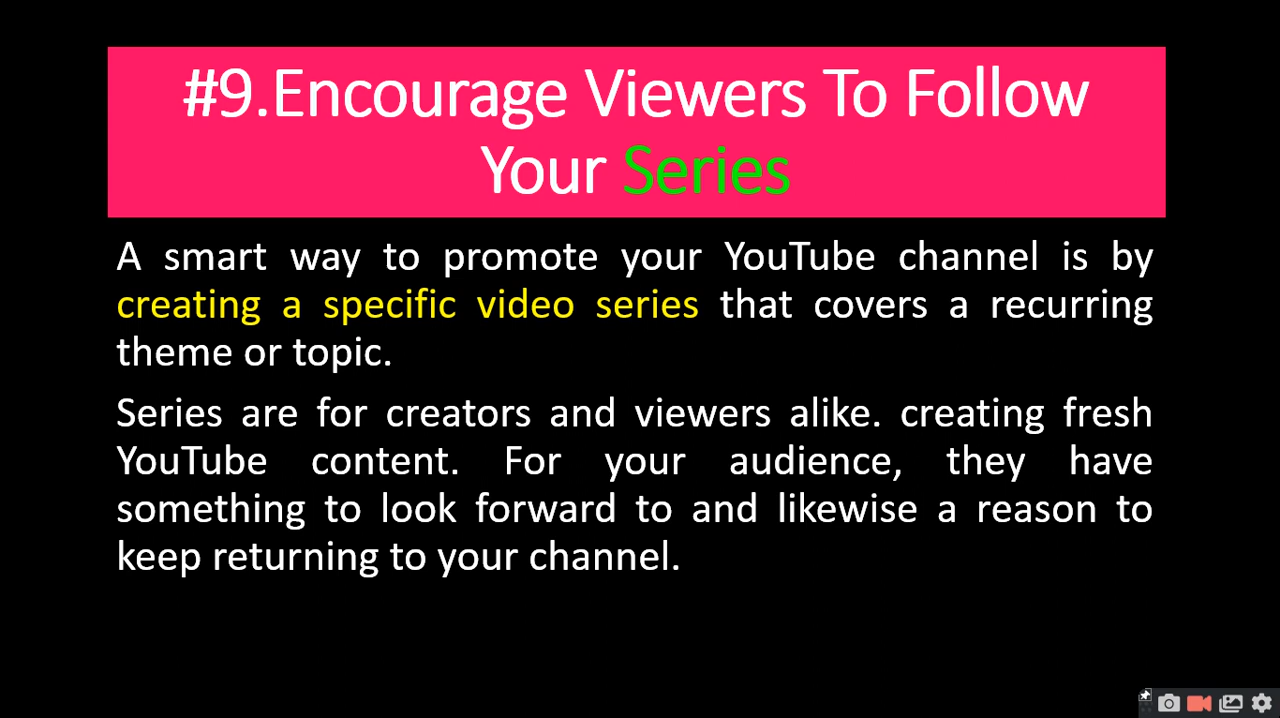 #9.Encourage Viewers To Follow
Your Series
A smart way to promote your YouTube channel is by
creating a specific video series that covers a recurring
theme or topic.
Series are for creators and viewers alike. creating fresh
YouTube content. For your audience, they have
something to look forward to and likewise a reason to
keep returning to your channel.